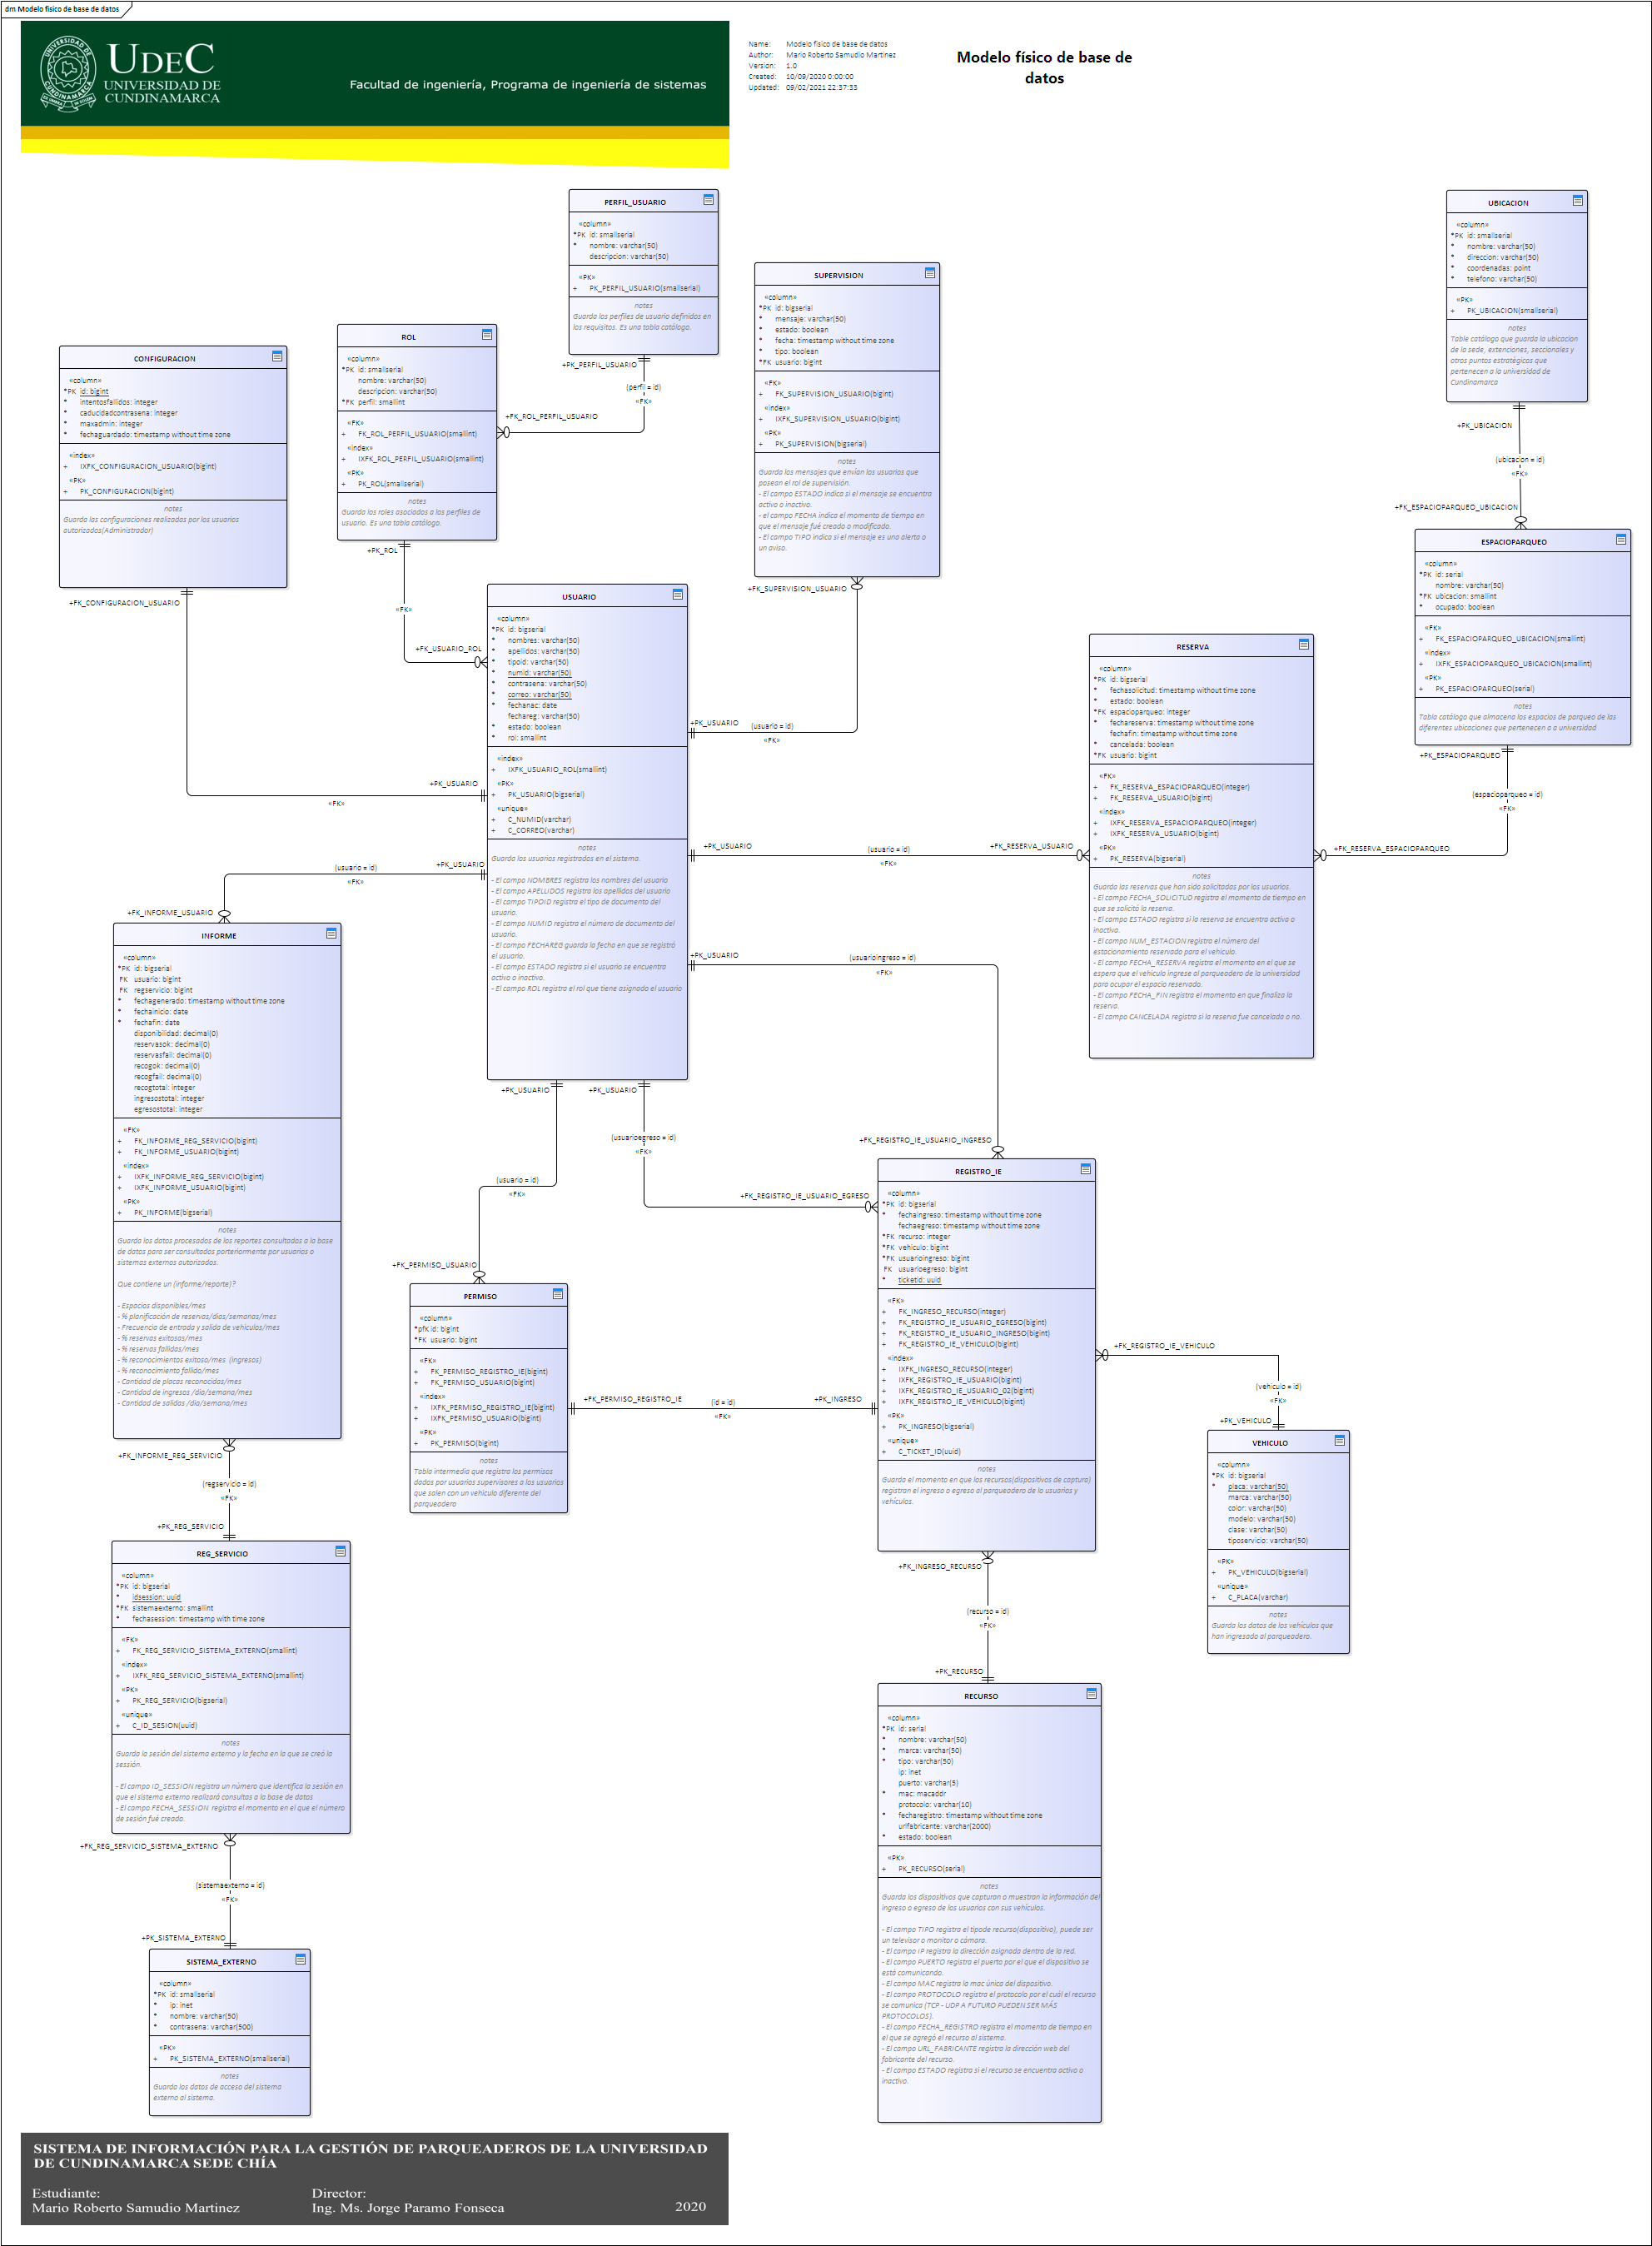 dm Modelo físico de base de datos
UDEC
UNIVERSIDAD DE
CUNDINAMARCA
Facultad de ingeniería, Programa de ingeniería de sistemas
Name: Modelo físico de base de datos
Author: Mario Roberto Samudio Martinez
Version: 1.0
Created: 10/09/2020 0:00:00
Updated: 09/02/2021 22:37:33
Modelo físico de base de
datos
PERFIL_USUARIO
«column»
*PK id: smallserial
* nombre: varchar(50)
descripcion: varchar(50)
«PK»
+ PK_PERFIL_USUARIO(smallserial)
notes
Guarda los perfiles de usuario definidos en
los requisitos. Es una tabla catálogo.
+PK_PERFIL_USUARIO
(perfil = id)
«FK»
+FK_ROL_PERFIL_USUARIO
UBICACION
«column»
*PK id: smallserial
* nombre: varchar(50)
* direccion: varchar(50)
* coordenadas: point
* telefono: varchar(50)
«PK»
+ PK_UBICACION(smallserial)
notes
Table catálogo que guarda la ubicacion
de la sede, extenciones, seccionales y
otros puntos estratégicos que
pertenecen a la universidad de
Cundinamarca
+PK_UBICACION
(ubicacion = id)
«FK»
+FK_ESPACIOPARQUEO_UBICACION
SUPERVISION
«column»
*PK id: bigserial
* mensaje: varchar(50)
* estado: boolean
* fecha: timestamp without time zone
* tipo: boolean
*FK usuario: bigint
«FK»
+ FK_SUPERVISION_USUARIO(bigint)
«index»
+ IXFK_SUPERVISION_USUARIO(bigint)
«PK»
+ PK_SUPERVISION(bigserial)
notes
Guarda los mensajes que envían los usuarios que
posean el rol de supervisión.
- El campo ESTADO indica si el mensaje se encuentra
activo o inactivo.
- el campo FECHA indica el momento de tiempo en
que el mensaje fué creado o modificado.
- El campo TIPO indica si el mensaje es una alerta o
un aviso.
+FK_SUPERVISION_USUARIO
ROL
«column»
*PK id: smallserial
nombre: varchar(50)
descripcion: varchar(50)
*FK perfil: smallint
«FK»
+ FK_ROL_PERFIL_USUARIO(smallint)
«index»
+ IXFK_ROL_PERFIL_USUARIO(smallint)
«PK»
+ PK_ROL(smallserial)
notes
Guarda los roles asociados a los perfiles de
usuario. Es una tabla catálogo.
+PK_ROL
«FK»
+FK_USUARIO_ROL
CONFIGURACION
«column»
*PK id: bigint
* intentosfallidos: integer
* caducidadcontrasena: integer
* maxadmin: integer
* fechaguardado: timestamp without time zone
«index»
+ IXFK_CONFIGURACION_USUARIO(bigint)
«PK»
+ PK_CONFIGURACION(bigint)
notes
Guarda las configuraciones realizadas por los usuarios
autorizados(Administrador)
+FK_CONFIGURACION_USUARIO
«FK»
+PK_USUARIO
ESPACIOPARQUEO
«column»
*PK id: serial
nombre: varchar(50)
*FK ubicacion: smallint
* ocupado: boolean
«FK»
+ FK_ESPACIOPARQUEO_UBICACION(smallint)
«index»
+ IXFK_ESPACIOPARQUEO_UBICACION(smallint)
«PK»
+ PK_ESPACIOPARQUEO(serial)
notes
Tabla catálogo que almacena los espacios de parqueo de las
diferentes ubicaciones que pertenecen a a universidad
+PK_ESPACIOPARQUEO
(espacioparqueo = id)
«FK»
+FK_RESERVA_ESPACIOPARQUEO
USUARIO
«column»
*PK id: bigserial
* nombres: varchar(50)
* apellidos: varchar(50)
* tipoid: varchar(50)
* numid: varchar(50)
* contrasena: varchar(50)
* correo: varchar(50)
* fechanac: date
fechareg: varchar(50)
* estado: boolean
* rol: smallint
«index»
+ IXFK_USUARIO_ROL(smallint)
«PK»
+ PK_USUARIO(bigserial)
«unique»
+ C_NUMID(varchar)
+ C_CORREO(varchar)
notes
Guarda los usuarios registrados en el sistema.
- El campo NOMBRES registra los nombres del usuario
- El campo APELLIDOS registra los apellidos del usuario
- El campo TIPOID registra el tipo de documento del
usuario.
- El campo NUMID registra el número de documento del
usuario.
- El campo FECHAREG guarda la fecha en que se registró
el usuario.
- El campo ESTADO registra si el usuario se encuentra
activo o inactivo.
- El campo ROL registra el rol que tiene asignado el usuario
+PK_USUARIO
(usuario = id)
«FK»
RESERVA
«column»
*PK id: bigserial
* fechasolicitud: timestamp without time zone
* estado: boolean
*FK espacioparqueo: integer
* fechareserva: timestamp without time zone
fechafin: timestamp without time zone
* cancelada: boolean
*FK usuario: bigint
«FK»
+ FK_RESERVA_ESPACIOPARQUEO(integer)
+ FK_RESERVA_USUARIO(bigint)
«index»
+ IXFK_RESERVA_ESPACIOPARQUEO(integer)
+ IXFK_RESERVA_USUARIO(bigint)
«PK»
+ PK_RESERVA(bigserial)
notes
Guarda las reservas que han sido solicitadas por los usuarios.
- El campo FECHA_SOLICITUD registra el momento de tiempo en
que se solicitó la reserva.
- El campo ESTADO registra si la reserva se encuentra activa o
inactiva.
- El campo NUM_ESTACION registra el número del
estacionamiento reservado para el vehículo.
- El campo FECHA_RESERVA registra el momento en el que se
espera que el vehículo ingrese al parqueadero de la universidad
para ocupar el espacio reservado.
- El campo FECHA_FIN registra el momento en que finaliza la
reserva.
- El campo CANCELADA registra si la reserva fue cancelada o no.
+PK_USUARIO
(usuario = id)
«FK»
+FK_RESERVA_USUARIO
+PK_USUARIO
(usuario = id)
«FK»
+FK_INFORME_USUARIO
+PK_USUARIO
(usuarioingreso = id)
«FK»
+FK_REGISTRO_IE_USUARIO_INGRESO
INFORME
«column»
*PK id: bigserial
FK usuario: bigint
FK regservicio: bigint
* fechagenerado: timestamp without time zone
* fechainicio: date
* fechafin: date
disponibilidad: decimal(0)
reservasok: decimal(0)
reservasfail: decimal(0)
recogok: decimal(0)
recogfail: decimal(0)
recogtotal: integer
ingresostotal: integer
egresostotal: integer
«FK»
+ FK_INFORME_REG_SERVICIO(bigint)
+ FK_INFORME_USUARIO(bigint)
«index»
+ IXFK_INFORME_REG_SERVICIO(bigint)
+ IXFK_INFORME_USUARIO(bigint)
«PK»
+ PK_INFORME(bigserial)
notes
Guarda los datos procesados de los reportes consultados a la base
de datos para ser consultados porteriormente por usuarios o
sistemas externos autorizados.
Que contiene un (informe/reporte)?
- Espacios disponibles/mes
- % planificación de reservas/dias/semanas/mes
- Frecuencia de entrada y salida de vehículos/mes
- % reservas exitosas/mes
- % reservas fallidas/mes
- % reconocimientos exitoso/mes (ingresos)
- % reconocimiento fallido/mes
- Cantidad de placas reconocidas/mes
- Cantidad de ingresos /dia/semana/mes
- Cantidad de salidas /dia/semana/mes
+FK_INFORME_REG_SERVICIO
(regservicio = id)
«FK»
+PK_REG_SERVICIO
+PK_USUARIO
(usuario = id)
«FK»
+FK_PERMISO_USUARIO
+PK_USUARIO
(usuarioegreso = id)
«FK»
+FK_REGISTRO_IE_USUARIO_EGRESO
REGISTRO_IE
«column»
*PK id: bigserial
* fechaingreso: timestamp without time zone
fechaegreso: timestamp without time zone
*FK recurso: integer
*FK vehiculo: bigint
*FK usuarioingreso: bigint
FK usuarioegreso: bigint
* ticketid: uuid
«FK»
+ FK_INGRESO_RECURSO(integer)
+ FK_REGISTRO_IE_USUARIO_EGRESO(bigint)
+ FK_REGISTRO_IE_USUARIO_INGRESO(bigint)
+ FK_REGISTRO_IE_VEHICULO(bigint)
«index»
+ IXFK_INGRESO_RECURSO(integer)
+ IXFK_REGISTRO_IE_USUARIO(bigint)
+ IXFK_REGISTRO_IE_USUARIO_02(bigint)
+ IXFK_REGISTRO_IE_VEHICULO(bigint)
«PK»
+ PK_INGRESO(bigserial)
«unique»
+ C_TICKET_ID(uuid)
notes
Guarda el momento en que los recursos(dispositivos de captura)
registran el ingreso o egreso al parqueadero de lo usuarios y
vehículos.
PERMISO
«column»
*pfK id: bigint
*FK usuario: bigint
«FK»
+ FK_PERMISO_REGISTRO_IE(bigint)
+ FK_PERMISO_USUARIO(bigint)
«index»
+ IXFK_PERMISO_REGISTRO_IE(bigint)
+ IXFK_PERMISO_USUARIO(bigint)
«PK»
+ PK_PERMISO(bigint)
notes
Tabla intermedia que registra los permisos
dados por usuarios supervisores a los usuarios
que salen con un vehículo diferente del
parqueadero
+FK_PERMISO_REGISTRO_IE
(id = id)
«FK»
+PK_INGRESO
+FK_REGISTRO_IE_VEHICULO
(vehiculo = id)
«FK»
+PK_VEHICULO
VEHICULO
«column»
*PK id: bigserial
* placa: varchar(50)
marca: varchar(50)
color: varchar(50)
modelo: varchar(50)
clase: varchar(50)
tiposervicio: varchar(50)
«PK»
+ PK_VEHICULO(bigserial)
«unique»
+ C_PLACA(varchar)
notes
Guarda los datos de los vehículos que
han ingresado al parqueadero.
REG_SERVICIO
«column»
*PK id: bigserial
* idsession: uuid
*FK sistemaexterno: smallint
* fechasession: timestamp with time zone
«FK»
+ FK_REG_SERVICIO_SISTEMA_EXTERNO(smallint)
«index»
+ IXFK_REG_SERVICIO_SISTEMA_EXTERNO(smallint)
«PK»
+ PK_REG_SERVICIO(bigserial)
«unique»
+ C_ID_SESION(uuid)
notes
Guarda la sesión del sistema externo y la fecha en la que se creó la
sessión.
- El campo ID_SESSION registra un número que identifica la sesión en
que el sistema externo realizará consultas a la base de datos
- El campo FECHA_SESSION registra el momento en el que el número
de sesión fué creado.
+FK_REG_SERVICIO_SISTEMA_EXTERNO
(sistemaexterno = id)
«FK»
+PK_SISTEMA_EXTERNO
+FK_INGRESO_RECURSO
(recurso = id)
«FK»
+PK_RECURSO
RECURSO
«column»
*PK id: serial
* nombre: varchar(50)
* marca: varchar(50)
* tipo: varchar(50)
ip: inet
puerto: varchar(5)
* mac: macaddr
protocolo: varchar(10)
* fecharegistro: timestamp without time zone
urlfabricante: varchar(2000)
* estado: boolean
«PK»
+ PK_RECURSO(serial)
notes
Guarda los dispositivos que capturan o muestran la información del
ingreso o egreso de los usuarios con sus vehículos.
- El campo TIPO registra el tipode recurso(dispositivo), puede ser
un televisor o monitor o cámara.
- El campo IP registra la dirección asignada dentro de la red.
- El campo PUERTO registra el puerto por el que el dispositivo se
está comunicando.
- El campo MAC registra la mac única del dispositivo.
- El campo PROTOCOLO registra el protocolo por el cuál el recurso
se comunica (TCP - UDP A FUTURO PUEDEN SER MÁS
PROTOCOLOS).
- El campo FECHA_REGISTRO registra el momento de tiempo en
el que se agregó el recurso al sistema.
- El campo URL_FABRICANTE registra la dirección web del
fabricante del recurso.
- El campo ESTADO registra si el recurso se encuentra activo o
inactivo.
SISTEMA_EXTERNO
«column»
*PK id: smallserial
* ip: inet
* nombre: varchar(50)
* contrasena: varchar(500)
«PK»
+ PK_SISTEMA_EXTERNO(smallserial)
notes
Guarda los datos de acceso del sistema
externo al sistema.
SISTEMA DE INFORMACIÓN PARA LA GESTIÓN DE PARQUEADEROS DE LA UNIVERSIDAD
DE CUNDINAMARCA SEDE CHÍA
Estudiante:
Mario Roberto Samudio Martinez
Director:
Ing. Ms. Jorge Paramo Fonseca
2020